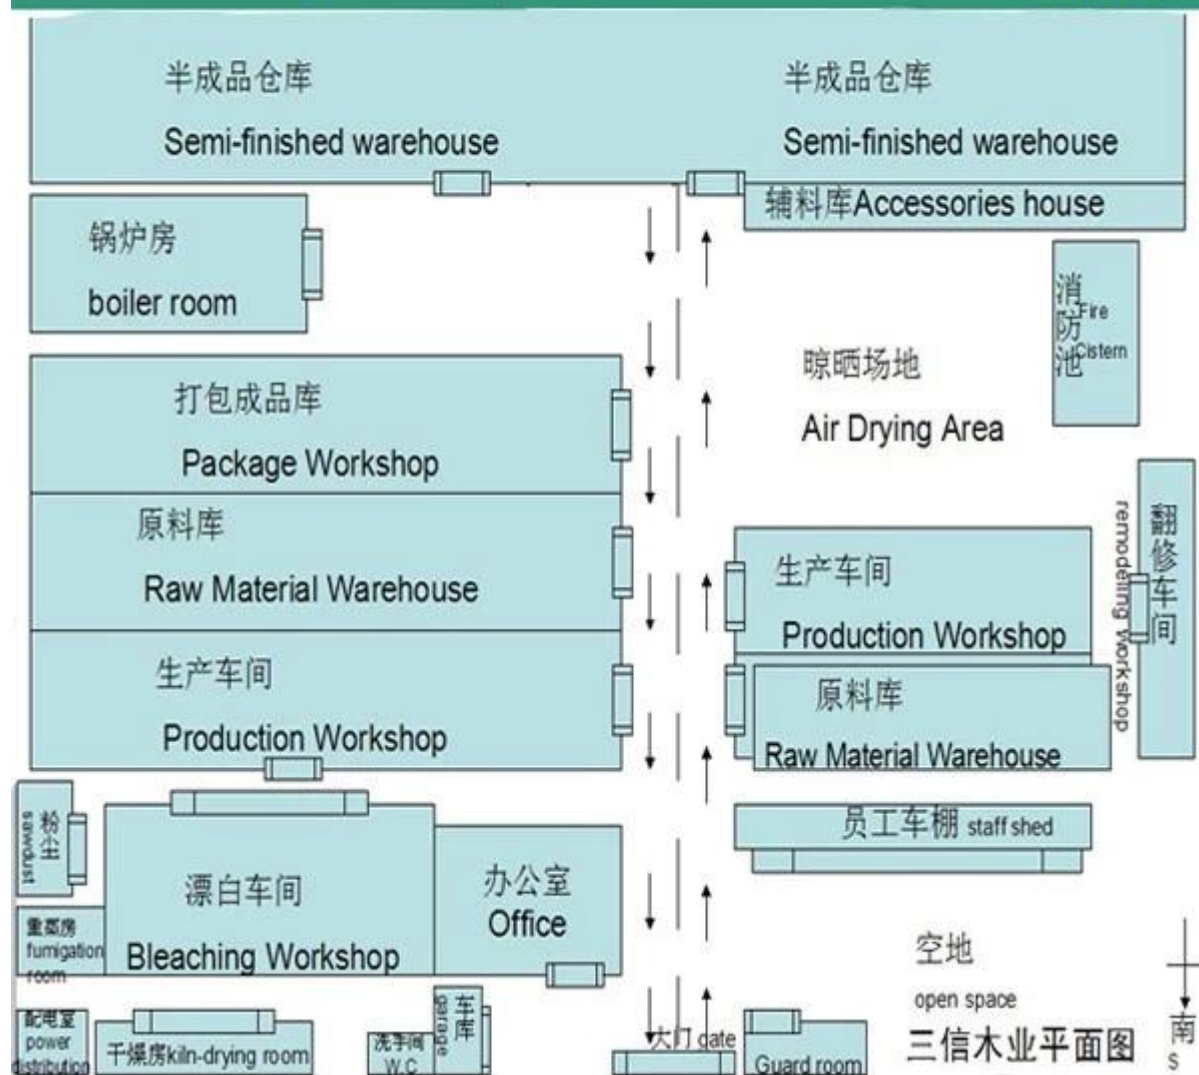 半成品仓库
Semi-finished warehouse
半成品仓库
Semi-finished warehouse
辅料库Accessories house
锅炉房
boiler room
消防池
Fire
Cistern
晾晒场地
Air Drying Area
打包成品库
Package Workshop
原料库
Raw Material Warehouse
生产车间
Production Workshop
生产车间
Production Workshop
原料库
Raw Material Warehouse
翻修车间
remodeling workshop
员工车棚 staff shed
粉尘
sawdust
漂白车间
Bleaching Workshop
办公室
Office
重蒸房
fumigation
room
配电室
power
distribution
干燥房kiln-drying room
洗手间
W.C
车库
garage
大门 gate
Guard room
空地
open space
三信木业平面图
南
S